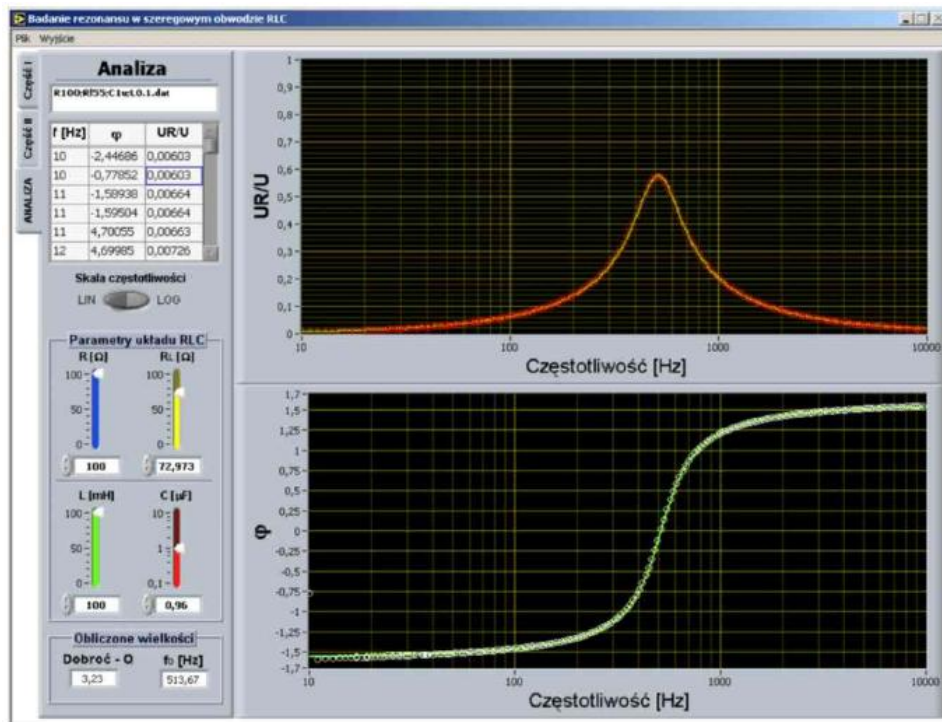 Badanie rezonansu w szeregowym obwodzie RLC
Plik Wyjście
Część I
Część II
ANALIZA
Analiza
f [Hz] φ UR/U
10 -2,44686 0,00603
10 -0,77852 0,00603
11 -1,58938 0,00664
11 -1,59504 0,00664
11 4,70055 0,00663
12 4,69985 0,00726
Skala częstotliwości
LIN LOG
Parametry układu RLC
R [Ω] RL [Ω]
100 100
50 50
0 0
100 72,973
L [mH] C [µF]
100 10
50 1
0 0,1
100 0,96
Obliczone wielkości
Dobroć - Q f0 [Hz]
3,23 513,67
UR/U
1
0,9
0,8
0,7
0,6
0,5
0,4
0,3
0,2
0,1
0
10 100 1000 10000
Częstotliwość [Hz]
φ
1,7
1,5
1,25
1
0,75
0,5
0,25
0
-0,25
-0,5
-0,75
-1
-1,25
-1,5
-1,7
10 100 1000 10000
Częstotliwość [Hz]